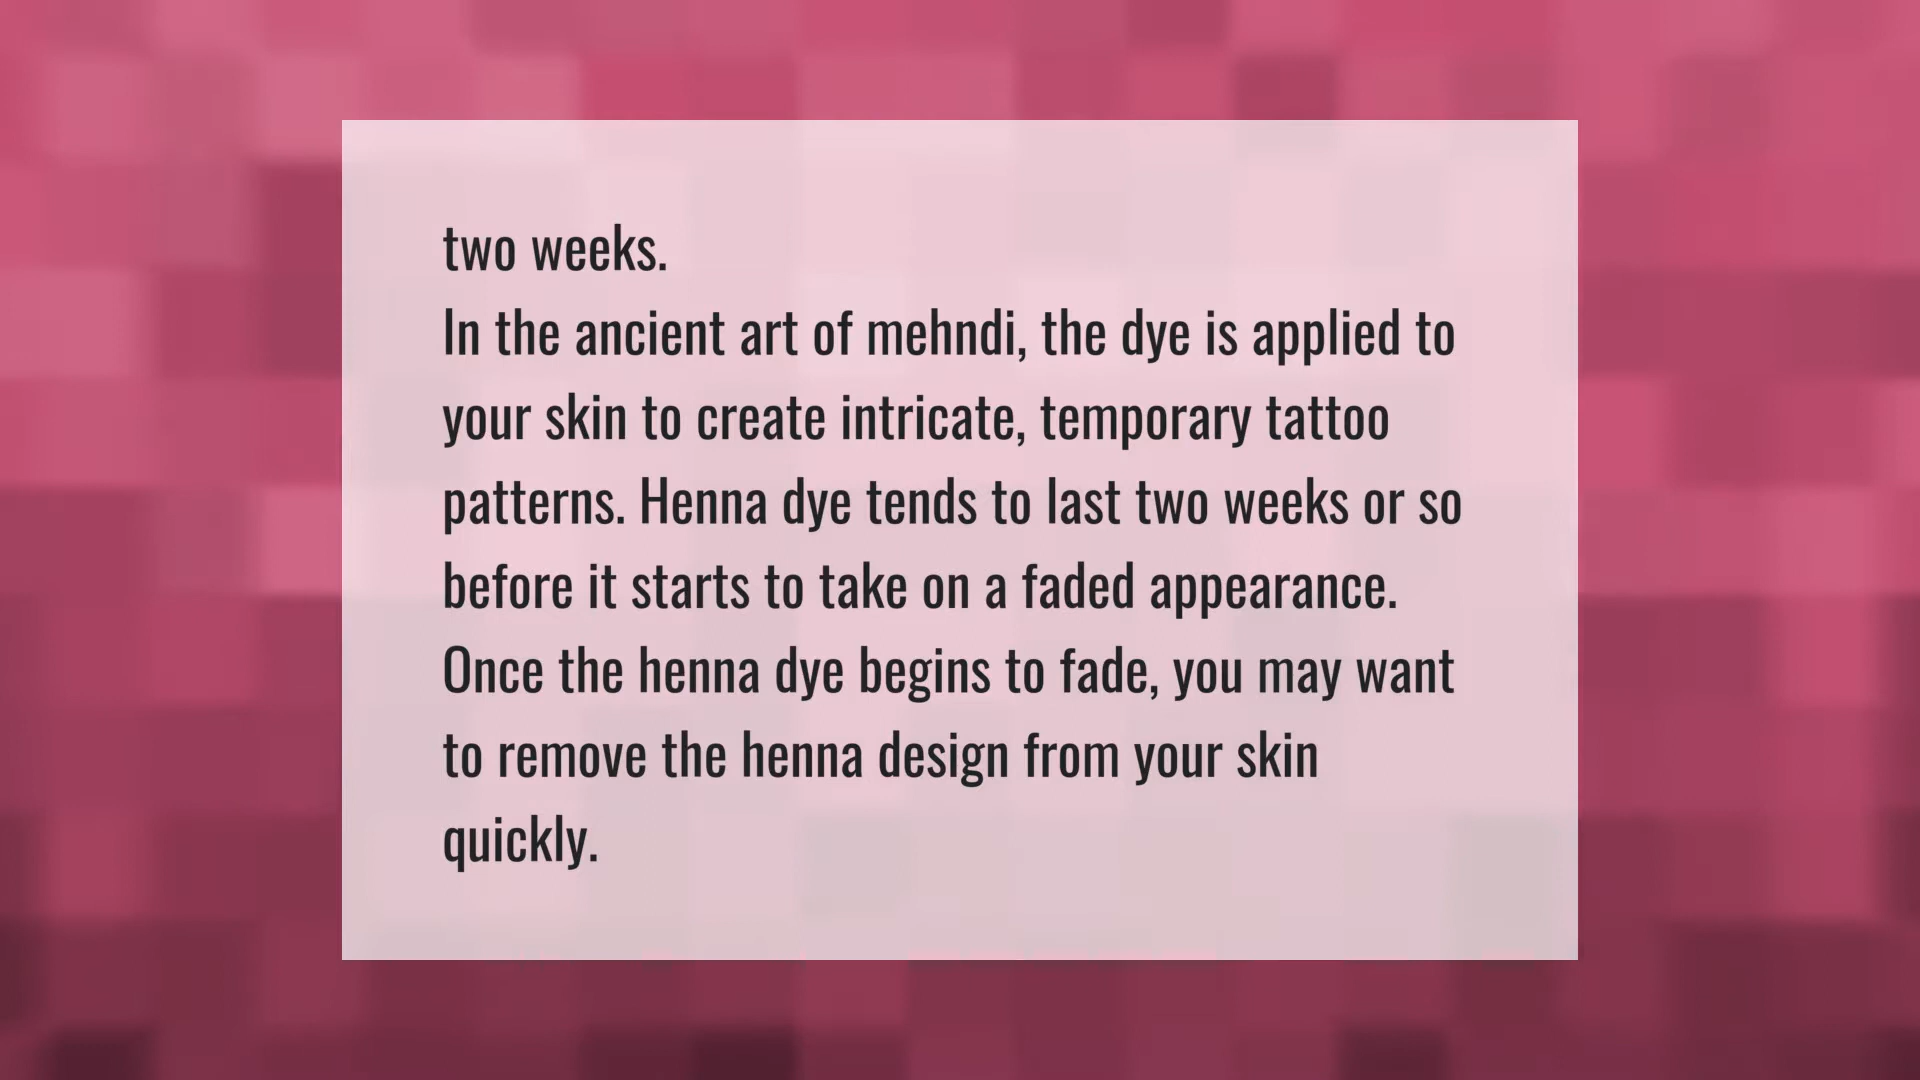 two weeks.
In the ancient art of mehndi, the dye is applied to
your skin to create intricate, temporary tattoo
patterns. Henna dye tends to last two weeks or so
before it starts to take on a faded appearance.
Once the henna dye begins to fade, you may want
to remove the henna design from your skin
quickly.